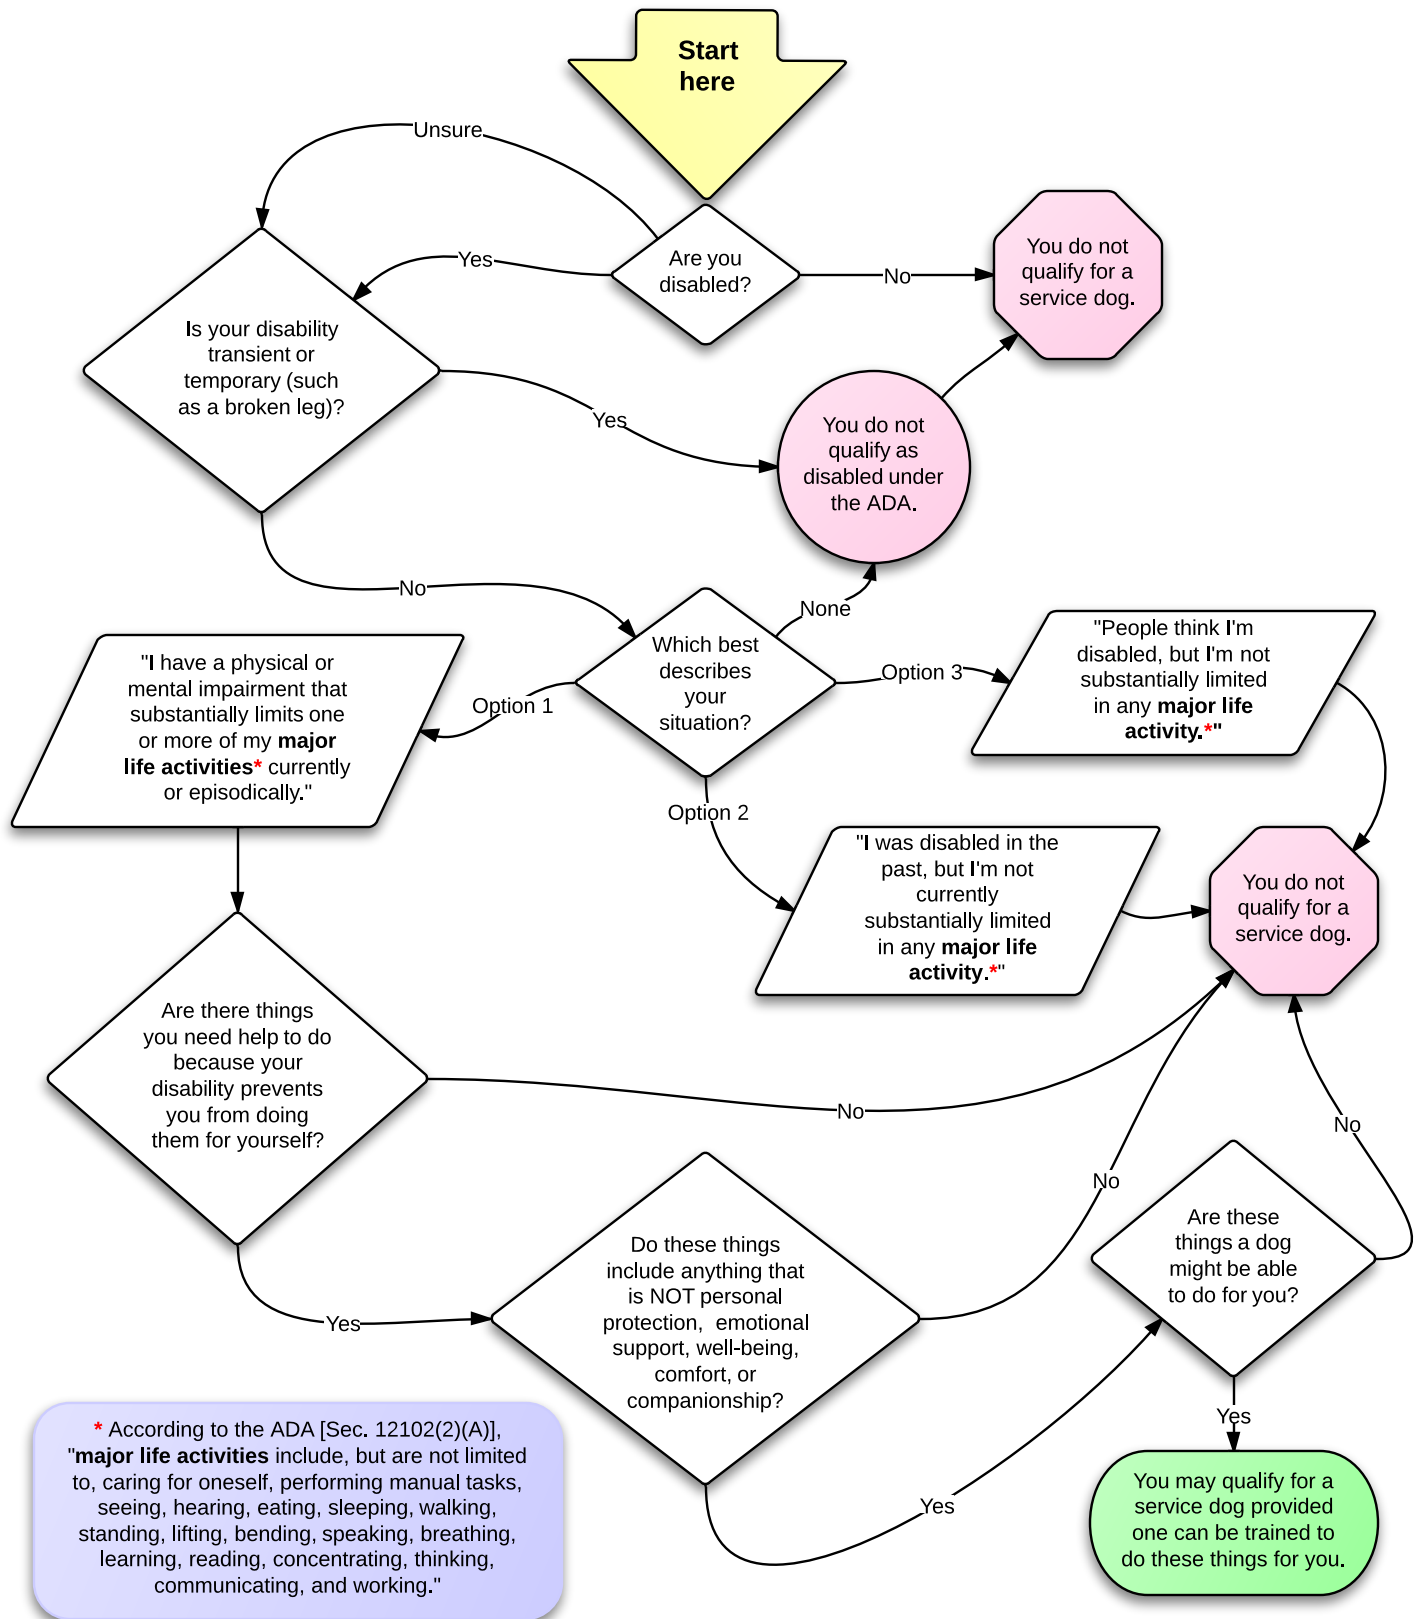 Start
here
Unsure
Are you
disabled?
Yes
No
You do not
qualify for a
service dog.
Is your disability
transient or
temporary (such
as a broken leg)?
Yes
You do not
qualify as
disabled under
the ADA.
No
None
Which best
describes
your
situation?
Option 3
"People think I'm
disabled, but I'm not
substantially limited
in any major life
activity.*"
Option 1
"I have a physical or
mental impairment that
substantially limits one
or more of my major
life activities* currently
or episodically."
Option 2
"I was disabled in the
past, but I'm not
currently
substantially limited
in any major life
activity.*"
You do not
qualify for a
service dog.
Are there things
you need help to do
because your
disability prevents
you from doing
them for yourself?
No
No
No
Yes
Do these things
include anything that
is NOT personal
protection,  emotional
support, well-being,
comfort, or
companionship?
Are these
things a dog
might be able
to do for you?
Yes
Yes
You may qualify for a
service dog provided
one can be trained to
do these things for you.
* According to the ADA [Sec. 12102(2)(A)],
"major life activities include, but are not limited
to, caring for oneself, performing manual tasks,
seeing, hearing, eating, sleeping, walking,
standing, lifting, bending, speaking, breathing,
learning, reading, concentrating, thinking,
communicating, and working."